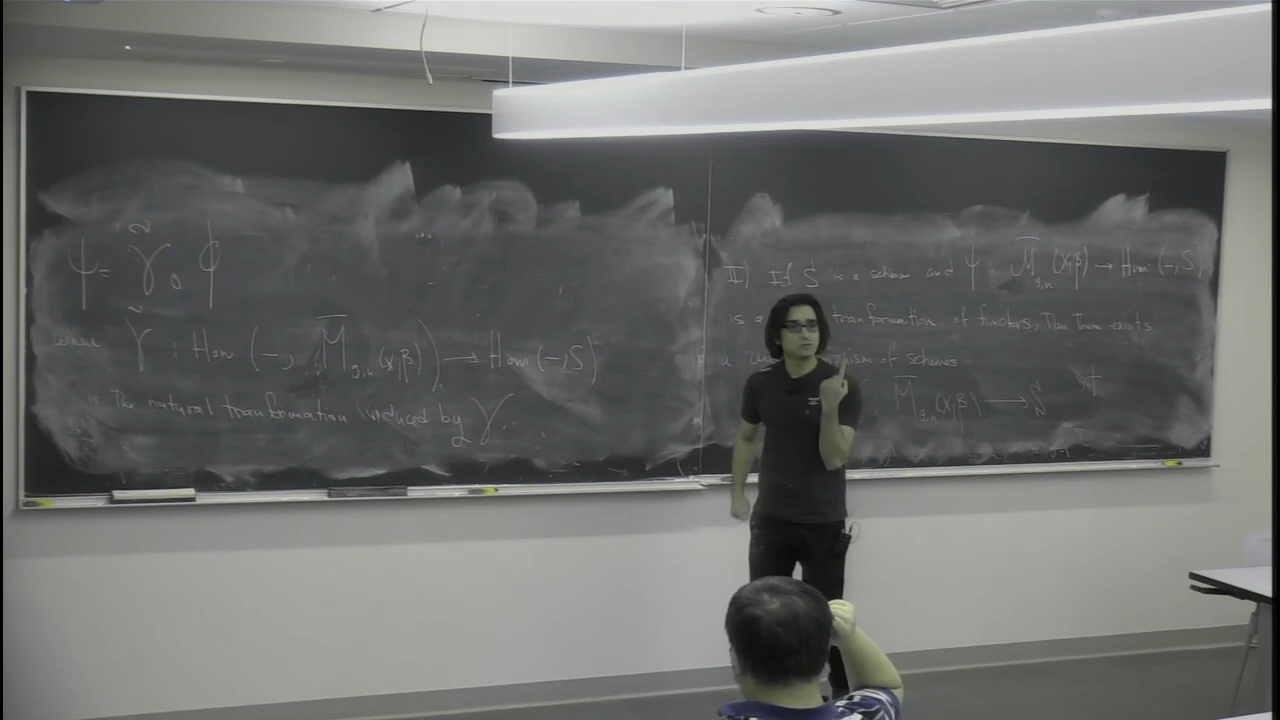 ψ = γ̃ ∘ ϕ
where γ̃ : Hom (-, M̄g,n(X,β)) → Hom (-, S)
is the natural transformation induced by γ
II) If S is a scheme and ψ : M̄g,n(X,β) → Hom (-, S)
is a transformation of functors, then there exists
a of schemes
M̄g,n(X,β) →